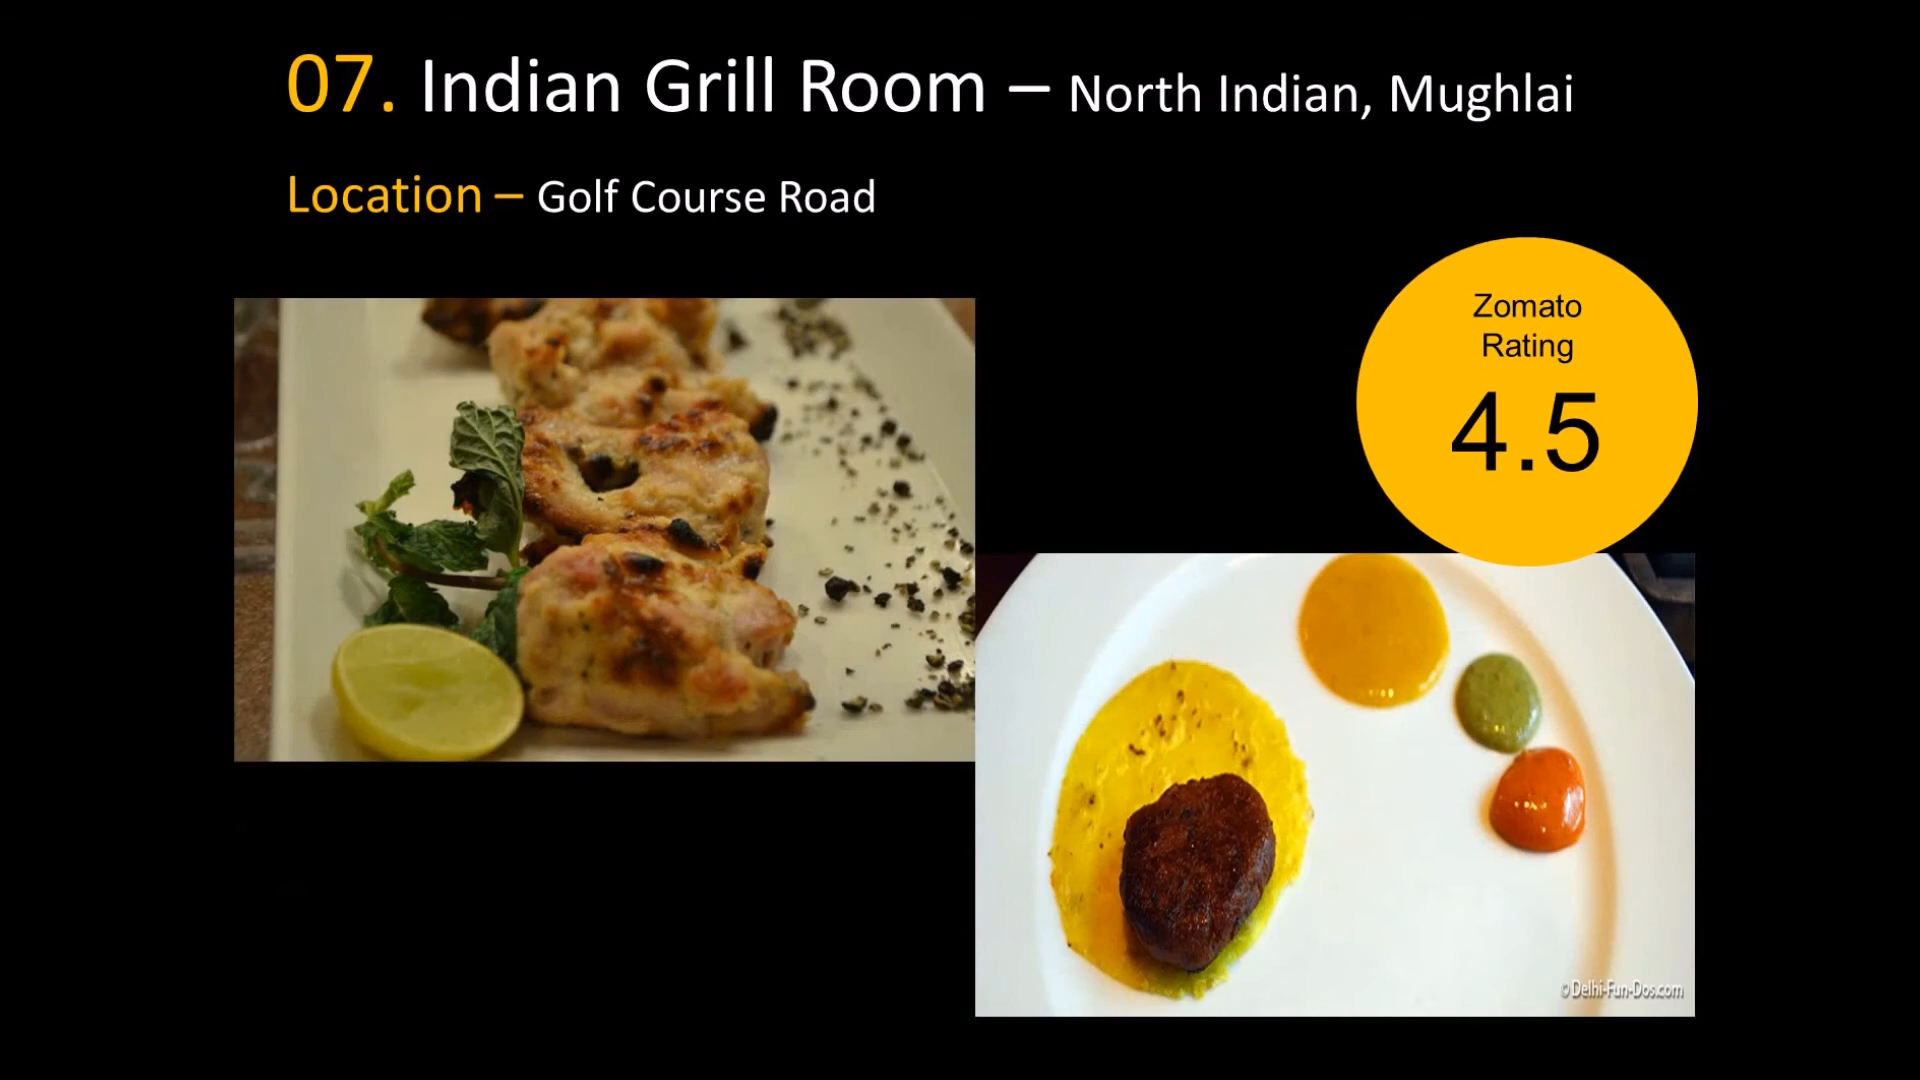 07. Indian Grill Room – North Indian, Mughlai
Location – Golf Course Road
Zomato
Rating
4.5
©Delhi-Fun-Dos.com